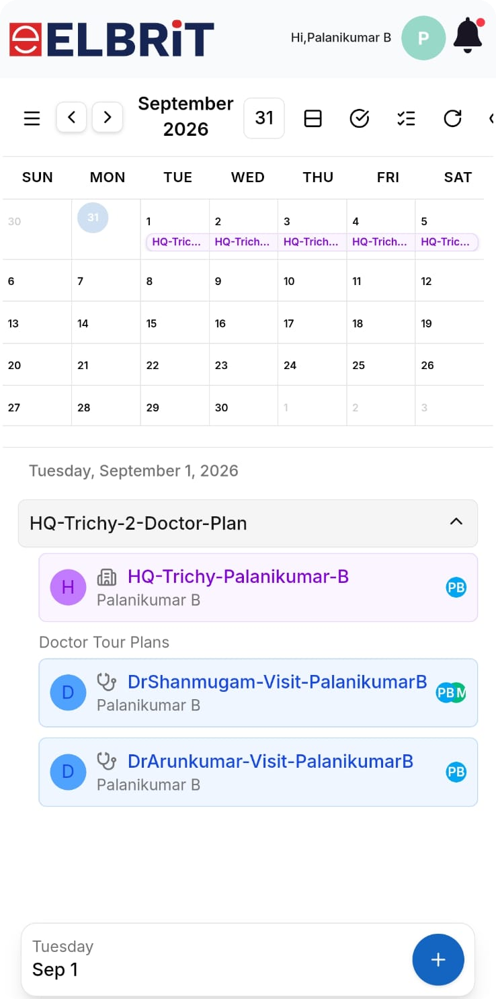 ELBRiT
Hi,Palanikumar B
P
September
2026
31
SUN MON TUE WED THU FRI SAT
30 31 1 2 3 4 5
HQ-Tric... HQ-Trich... HQ-Trich... HQ-Trich... HQ-Tric...
6 7 8 9 10 11 12
13 14 15 16 17 18 19
20 21 22 23 24 25 26
27 28 29 30 1 2 3
Tuesday, September 1, 2026
HQ-Trichy-2-Doctor-Plan
H
HQ-Trichy-Palanikumar-B
Palanikumar B
PB
Doctor Tour Plans
D
DrShanmugam-Visit-PalanikumarB
Palanikumar B
PB M
D
DrArunkumar-Visit-PalanikumarB
Palanikumar B
PB
Tuesday
Sep 1